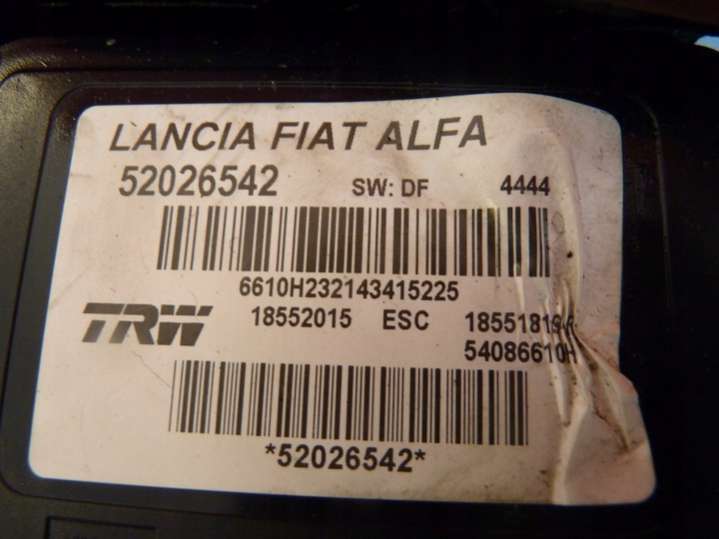 LANCIA FIAT ALFA
52026542 SW: DF 4444
6610H232143415225
TRW 18552015 ESC
54086610H
*52026542*